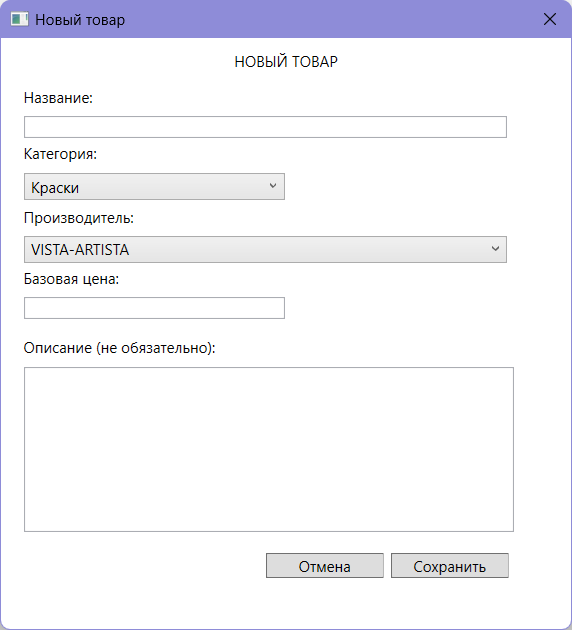 Новый товар
НОВЫЙ ТОВАР
Название:
Категория:
Краски
Производитель:
VISTA-ARTISTA
Базовая цена:
Описание (не обязательно):
Отмена Сохранить